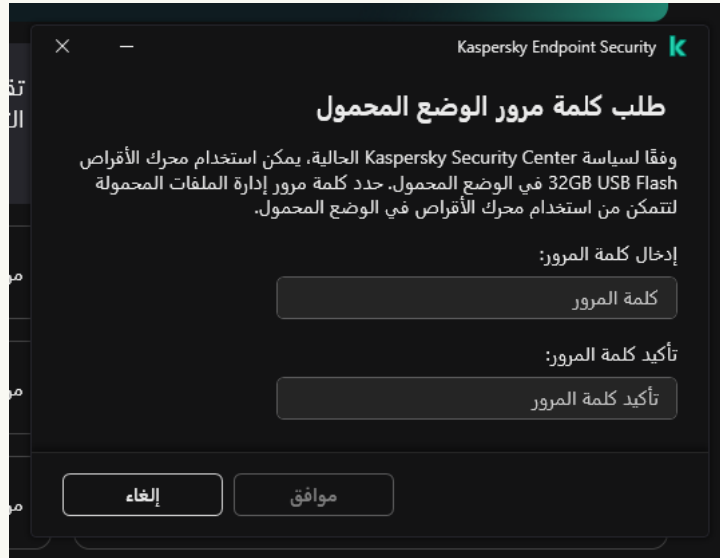 Kaspersky Endpoint Security
طلب كلمة مرور الوضع المحمول
وفقًا لسياسة Kaspersky Security Center الحالية، يمكن استخدام محرك الأقراص
32GB USB Flash في الوضع المحمول. حدد كلمة مرور إدارة الملفات المحمولة
لتتمكن من استخدام محرك الأقراص في الوضع المحمول.
إدخال كلمة المرور:
كلمة المرور
تأكيد كلمة المرور:
تأكيد كلمة المرور
موافق
إلغاء